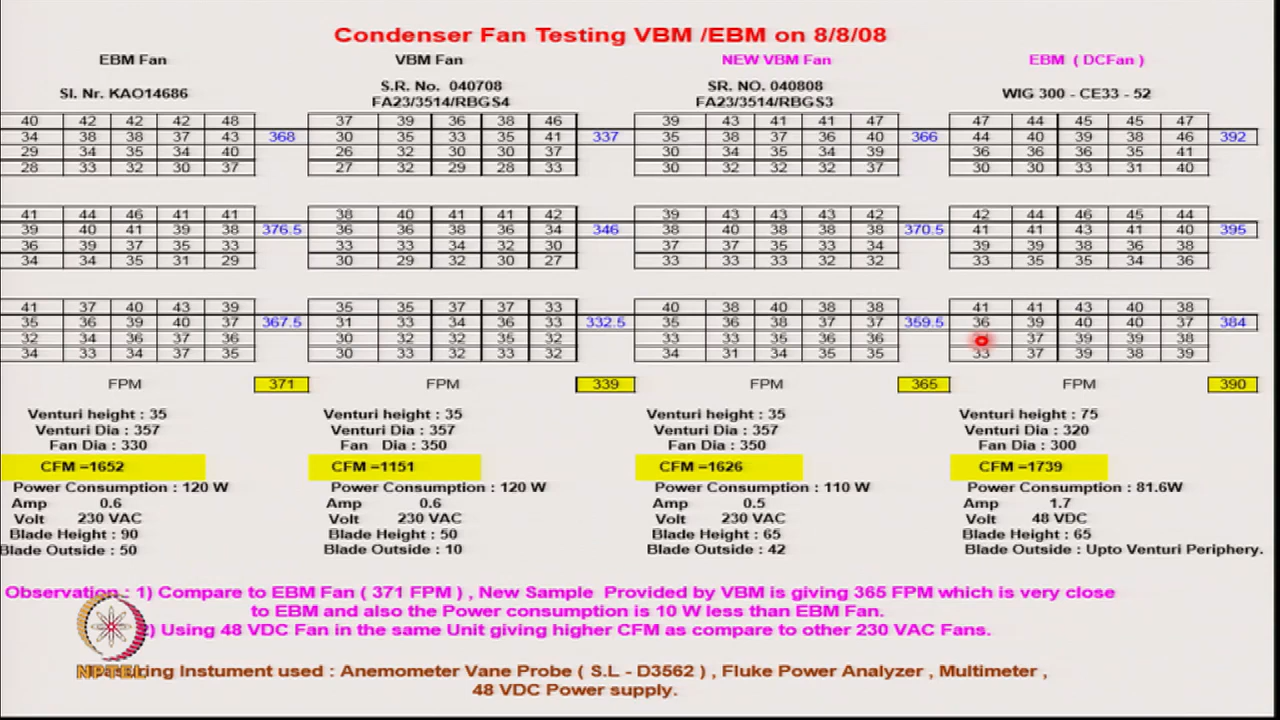 Condenser Fan Testing VBM /EBM on 8/8/08
EBM Fan VBM Fan NEW VBM Fan EBM ( DCFan )
SI. Nr. KAO14686 S.R. No. 040708 SR. NO. 040808 WIG 300 - CE33 - 52
FA23/3514/RBGS4 FA23/3514/RBGS3
40 42 42 42 48 37 39 36 38 46 39 43 41 41 47 47 44 45 45 47
34 38 38 37 43 368 30 35 33 35 41 337 35 38 37 36 40 366 44 40 39 38 46 392
29 34 35 34 40 26 32 30 30 37 30 34 35 34 39 36 36 36 35 41
28 33 32 30 37 27 32 29 28 33 30 32 32 32 37 30 30 33 31 40
41 44 46 41 41 38 40 41 41 42 39 43 43 43 42 42 44 46 45 44
39 40 41 39 38 376.5 36 36 38 36 34 346 38 40 38 38 38 370.5 41 41 43 41 40 395
36 39 37 35 33 33 33 34 32 30 37 37 35 33 34 39 39 38 36 38
34 34 35 31 29 30 29 32 30 27 33 33 33 32 32 33 35 35 34 36
41 37 40 43 39 35 35 37 37 33 40 38 40 38 38 41 41 43 40 38
35 36 39 40 37 367.5 31 33 34 36 33 332.5 35 36 38 37 37 359.5 36 39 40 40 37 384
32 34 36 37 36 30 32 32 35 32 33 33 35 36 36 37 39 39 38
34 33 34 37 35 30 33 32 33 32 34 31 34 35 35 33 37 39 38 39
FPM 371 FPM 339 FPM 365 FPM 390
Venturi height : 35 Venturi height : 35 Venturi height : 35 Venturi height : 75
Venturi Dia : 357 Venturi Dia : 357 Venturi Dia : 357 Venturi Dia : 320
Fan Dia : 330 Fan Dia : 350 Fan Dia : 350 Fan Dia : 300
CFM =1652 CFM =1151 CFM =1626 CFM =1739
Power Consumption : 120 W Power Consumption : 120 W Power Consumption : 110 W Power Consumption : 81.6W
Amp 0.6 Amp 0.6 Amp 0.5 Amp 1.7
Volt 230 VAC Volt 230 VAC Volt 230 VAC Volt 48 VDC
Blade Height : 90 Blade Height : 50 Blade Height : 65 Blade Height : 65
Blade Outside : 50 Blade Outside : 10 Blade Outside : 42 Blade Outside : Upto Venturi Periphery.
Observation : 1) Compare to EBM Fan ( 371 FPM ) , New Sample Provided by VBM is giving 365 FPM which is very close
to EBM and also the Power consumption is 10 W less than EBM Fan.
2) Using 48 VDC Fan in the same Unit giving higher CFM as compare to other 230 VAC Fans.
Instument used : Anemometer Vane Probe ( S.L - D3562 ) , Fluke Power Analyzer , Multimeter ,
48 VDC Power supply.
NPTEL